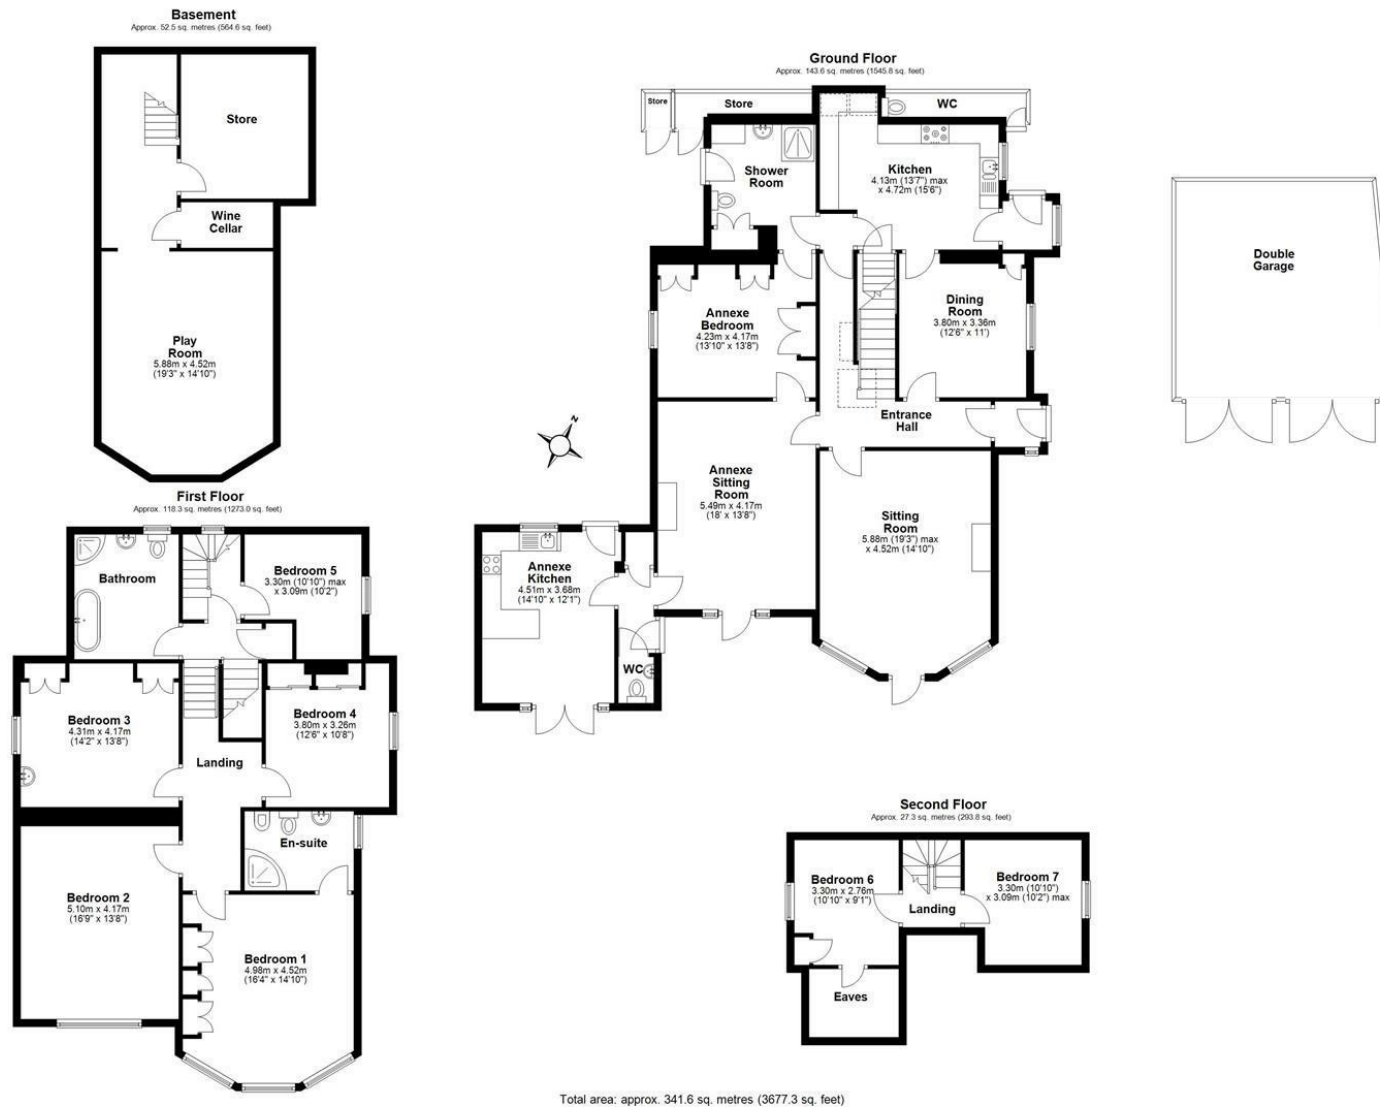 Basement
Approx. 52.5 sq. metres (564.6 sq. feet)
Store
Wine
Cellar
Play
Room
5.88m x 4.52m
(19'3" x 14'10")
Ground Floor
Approx. 143.6 sq. metres (1545.8 sq. feet)
Store
Store
WC
Shower
Room
Kitchen
4.13m (13'7") max
x 4.72m (15'6")
Annexe
Bedroom
4.23m x 4.17m
(13'10" x 13'8")
Dining
Room
3.80m x 3.36m
(12'6" x 11')
Entrance
Hall
Annexe
Sitting
Room
5.49m x 4.17m
(18' x 13'8")
Sitting
Room
5.88m (19'3") max
x 4.52m (14'10")
Annexe
Kitchen
4.51m x 3.68m
(14'10" x 12'1")
WC
N
Double
Garage
First Floor
Approx. 118.3 sq. metres (1273.0 sq. feet)
Bathroom
Bedroom 5
3.30m (10'10") max
x 3.09m (10'2")
Bedroom 3
4.31m x 4.17m
(14'2" x 13'8")
Bedroom 4
3.80m x 3.26m
(12'6" x 10'8")
Landing
En-suite
Bedroom 2
5.10m x 4.17m
(16'9" x 13'8")
Bedroom 1
4.98m x 4.52m
(16'4" x 14'10")
Second Floor
Approx. 27.3 sq. metres (293.8 sq. feet)
Bedroom 6
3.30m x 2.76m
(10'10" x 9'1")
Landing
Bedroom 7
3.30m (10'10")
x 3.09m (10'2") max
Eaves
Total area: approx. 341.6 sq. metres (3677.3 sq. feet)